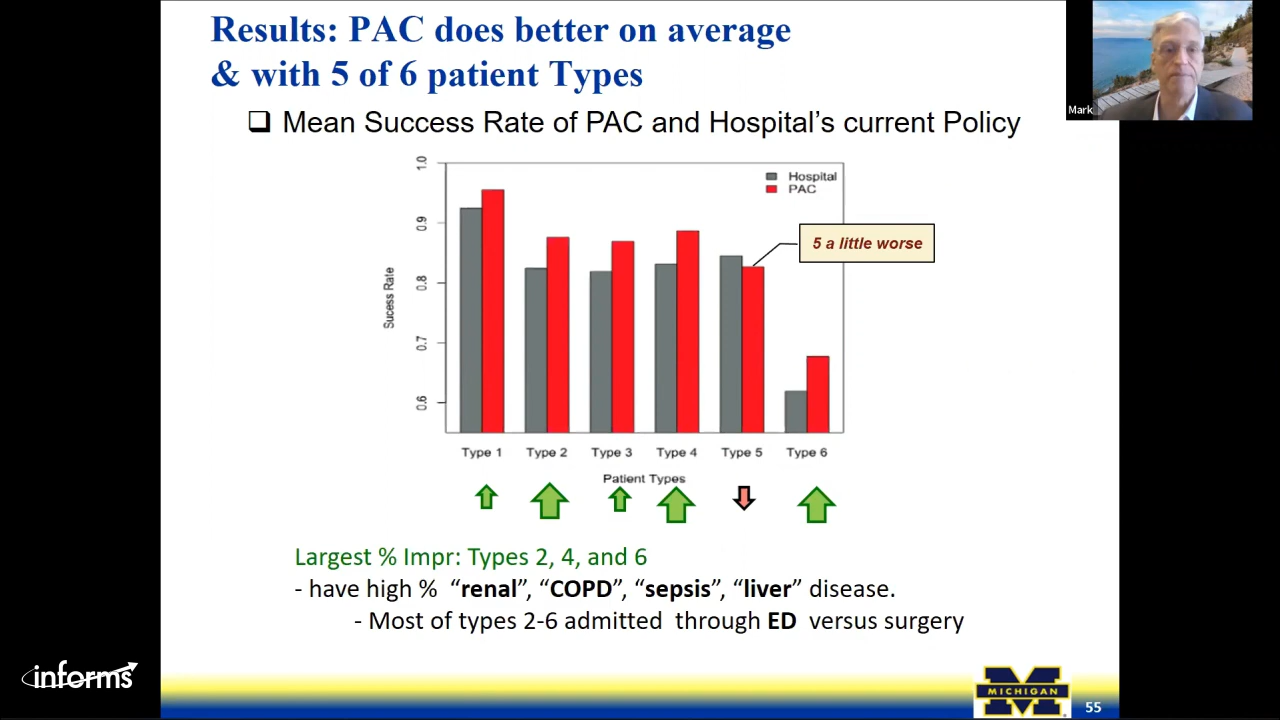 Results: PAC does better on average
& with 5 of 6 patient Types
Mean Success Rate of PAC and Hospital's current Policy
Mark
1.0
0.9
0.8
0.7
0.6
Sucess Rate
Hospital
PAC
5 a little worse
Type 1 Type 2 Type 3 Type 4 Type 5 Type 6
Patient Types
Largest % Impr: Types 2, 4, and 6
- have high % “renal”, “COPD”, “sepsis”, “liver” disease.
- Most of types 2-6 admitted through ED versus surgery
informs
M
MICHIGAN
55